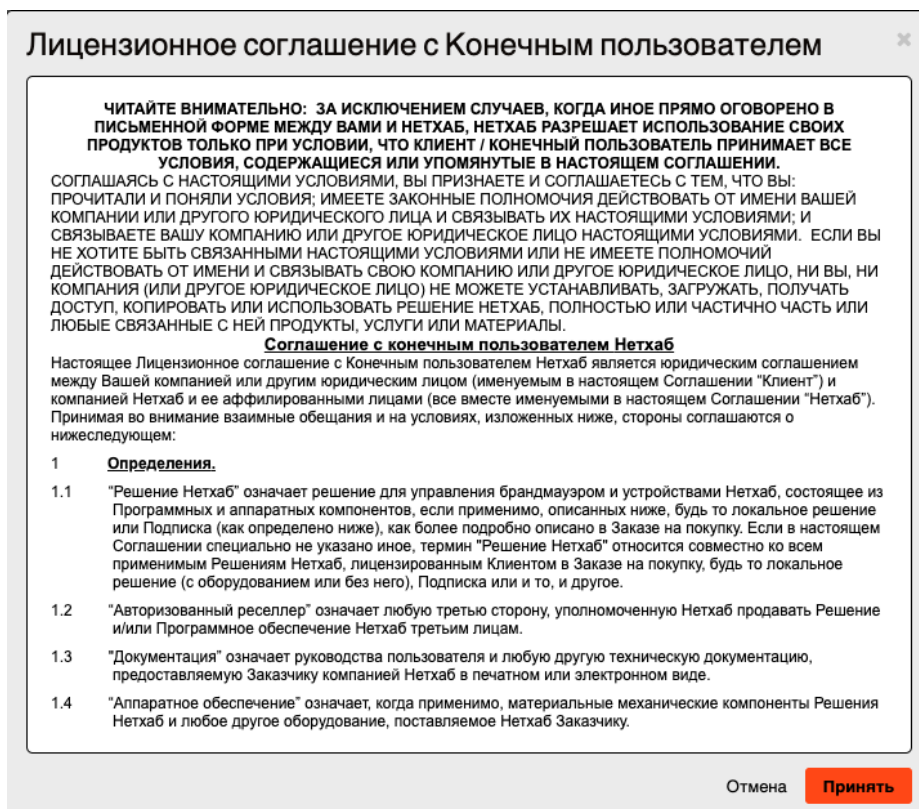 Лицензионное соглашение с Конечным пользователем
ЧИТАЙТЕ ВНИМАТЕЛЬНО: ЗА ИСКЛЮЧЕНИЕМ СЛУЧАЕВ, КОГДА ИНОЕ ПРЯМО ОГОВОРЕНО В
ПИСЬМЕННОЙ ФОРМЕ МЕЖДУ ВАМИ И НЕТХАБ, НЕТХАБ РАЗРЕШАЕТ ИСПОЛЬЗОВАНИЕ СВОИХ
ПРОДУКТОВ ТОЛЬКО ПРИ УСЛОВИИ, ЧТО КЛИЕНТ / КОНЕЧНЫЙ ПОЛЬЗОВАТЕЛЬ ПРИНИМАЕТ ВСЕ
УСЛОВИЯ, СОДЕРЖАЩИЕСЯ ИЛИ УПОМЯНУТЫЕ В НАСТОЯЩЕМ СОГЛАШЕНИИ.
СОГЛАШАЯСЬ С НАСТОЯЩИМИ УСЛОВИЯМИ, ВЫ ПРИЗНАЕТЕ И СОГЛАШАЕТЕСЬ С ТЕМ, ЧТО ВЫ:
ПРОЧИТАЛИ И ПОНЯЛИ УСЛОВИЯ; ИМЕЕТЕ ЗАКОННЫЕ ПОЛНОМОЧИЯ ДЕЙСТВОВАТЬ ОТ ИМЕНИ ВАШЕЙ
КОМПАНИИ ИЛИ ДРУГОГО ЮРИДИЧЕСКОГО ЛИЦА И СВЯЗЫВАТЬ ИХ НАСТОЯЩИМИ УСЛОВИЯМИ; И
СВЯЗЫВАЕТЕ ВАШУ КОМПАНИЮ ИЛИ ДРУГОЕ ЮРИДИЧЕСКОЕ ЛИЦО НАСТОЯЩИМИ УСЛОВИЯМИ. ЕСЛИ ВЫ
НЕ ХОТИТЕ БЫТЬ СВЯЗАННЫМИ НАСТОЯЩИМИ УСЛОВИЯМИ ИЛИ НЕ ИМЕЕТЕ ПОЛНОМОЧИЙ
ДЕЙСТВОВАТЬ ОТ ИМЕНИ И СВЯЗЫВАТЬ СВОЮ КОМПАНИЮ ИЛИ ДРУГОЕ ЮРИДИЧЕСКОЕ ЛИЦО, НИ ВЫ, НИ
КОМПАНИЯ (ИЛИ ДРУГОЕ ЮРИДИЧЕСКОЕ ЛИЦО) НЕ МОЖЕТЕ УСТАНАВЛИВАТЬ, ЗАГРУЖАТЬ, ПОЛУЧАТЬ
ДОСТУП, КОПИРОВАТЬ ИЛИ ИСПОЛЬЗОВАТЬ РЕШЕНИЕ НЕТХАБ, ПОЛНОСТЬЮ ИЛИ ЧАСТИЧНО ЧАСТЬ ИЛИ
ЛЮБЫЕ СВЯЗАННЫЕ С НЕЙ ПРОДУКТЫ, УСЛУГИ ИЛИ МАТЕРИАЛЫ.
Соглашение с конечным пользователем Нетхаб
Настоящее Лицензионное соглашение с Конечным пользователем Нетхаб является юридическим соглашением
между Вашей компанией или другим юридическим лицом (именуемым в настоящем Соглашении “Клиент”) и
компанией Нетхаб и ее аффилированными лицами (все вместе именуемыми в настоящем Соглашении “Нетхаб”).
Принимая во внимание взаимные обещания и на условиях, изложенных ниже, стороны соглашаются о
нижеследующем:
1 Определения.
1.1 “Решение Нетхаб” означает решение для управления брандмауэром и устройствами Нетхаб, состоящее из
Программных и аппаратных компонентов, если применимо, описанных ниже, будь то локальное решение
или Подписка (как определено ниже), как более подробно описано в Заказе на покупку. Если в настоящем
Соглашении специально не указано иное, термин "Решение Нетхаб" относится совместно ко всем
применимым Решениям Нетхаб, лицензированным Клиентом в Заказе на покупку, будь то локальное
решение (с оборудованием или без него), Подписка или и то, и другое.
1.2 “Авторизованный реселлер” означает любую третью сторону, уполномоченную Нетхаб продавать Решение
и/или Программное обеспечение Нетхаб третьим лицам.
1.3 "Документация” означает руководства пользователя и любую другую техническую документацию,
предоставляемую Заказчику компанией Нетхаб в печатном или электронном виде.
1.4 “Аппаратное обеспечение” означает, когда применимо, материальные механические компоненты Решения
Нетхаб и любое другое оборудование, поставляемое Нетхаб Заказчику.
Отмена Принять